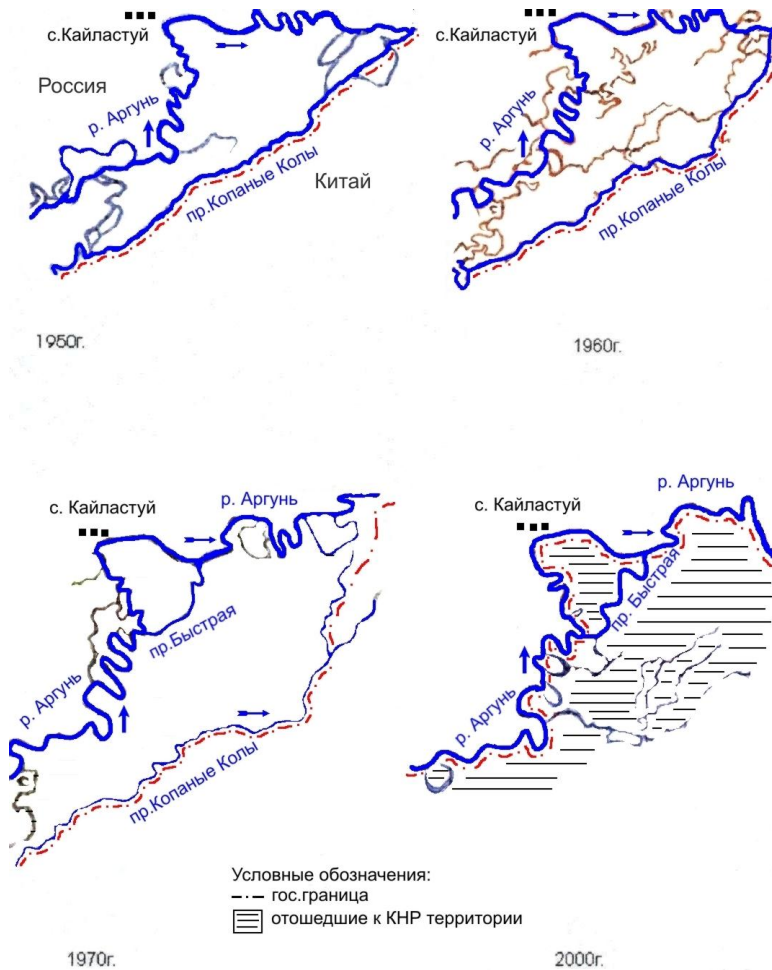 с.Кайластуй
Россия
р. Аргунь
Китай
пр.Копаные Колы
1950г.
с.Кайластуй
р. Аргунь
пр.Копаные Колы
1960г.
р. Аргунь
с. Кайластуй
пр.Быстрая
р. Аргунь
пр.Копаные Колы
1970г.
р. Аргунь
с. Кайластуй
пр. Быстрая
р. Аргунь
2000г.
Условные обозначения:
гос.граница
отошедшие к КНР территории